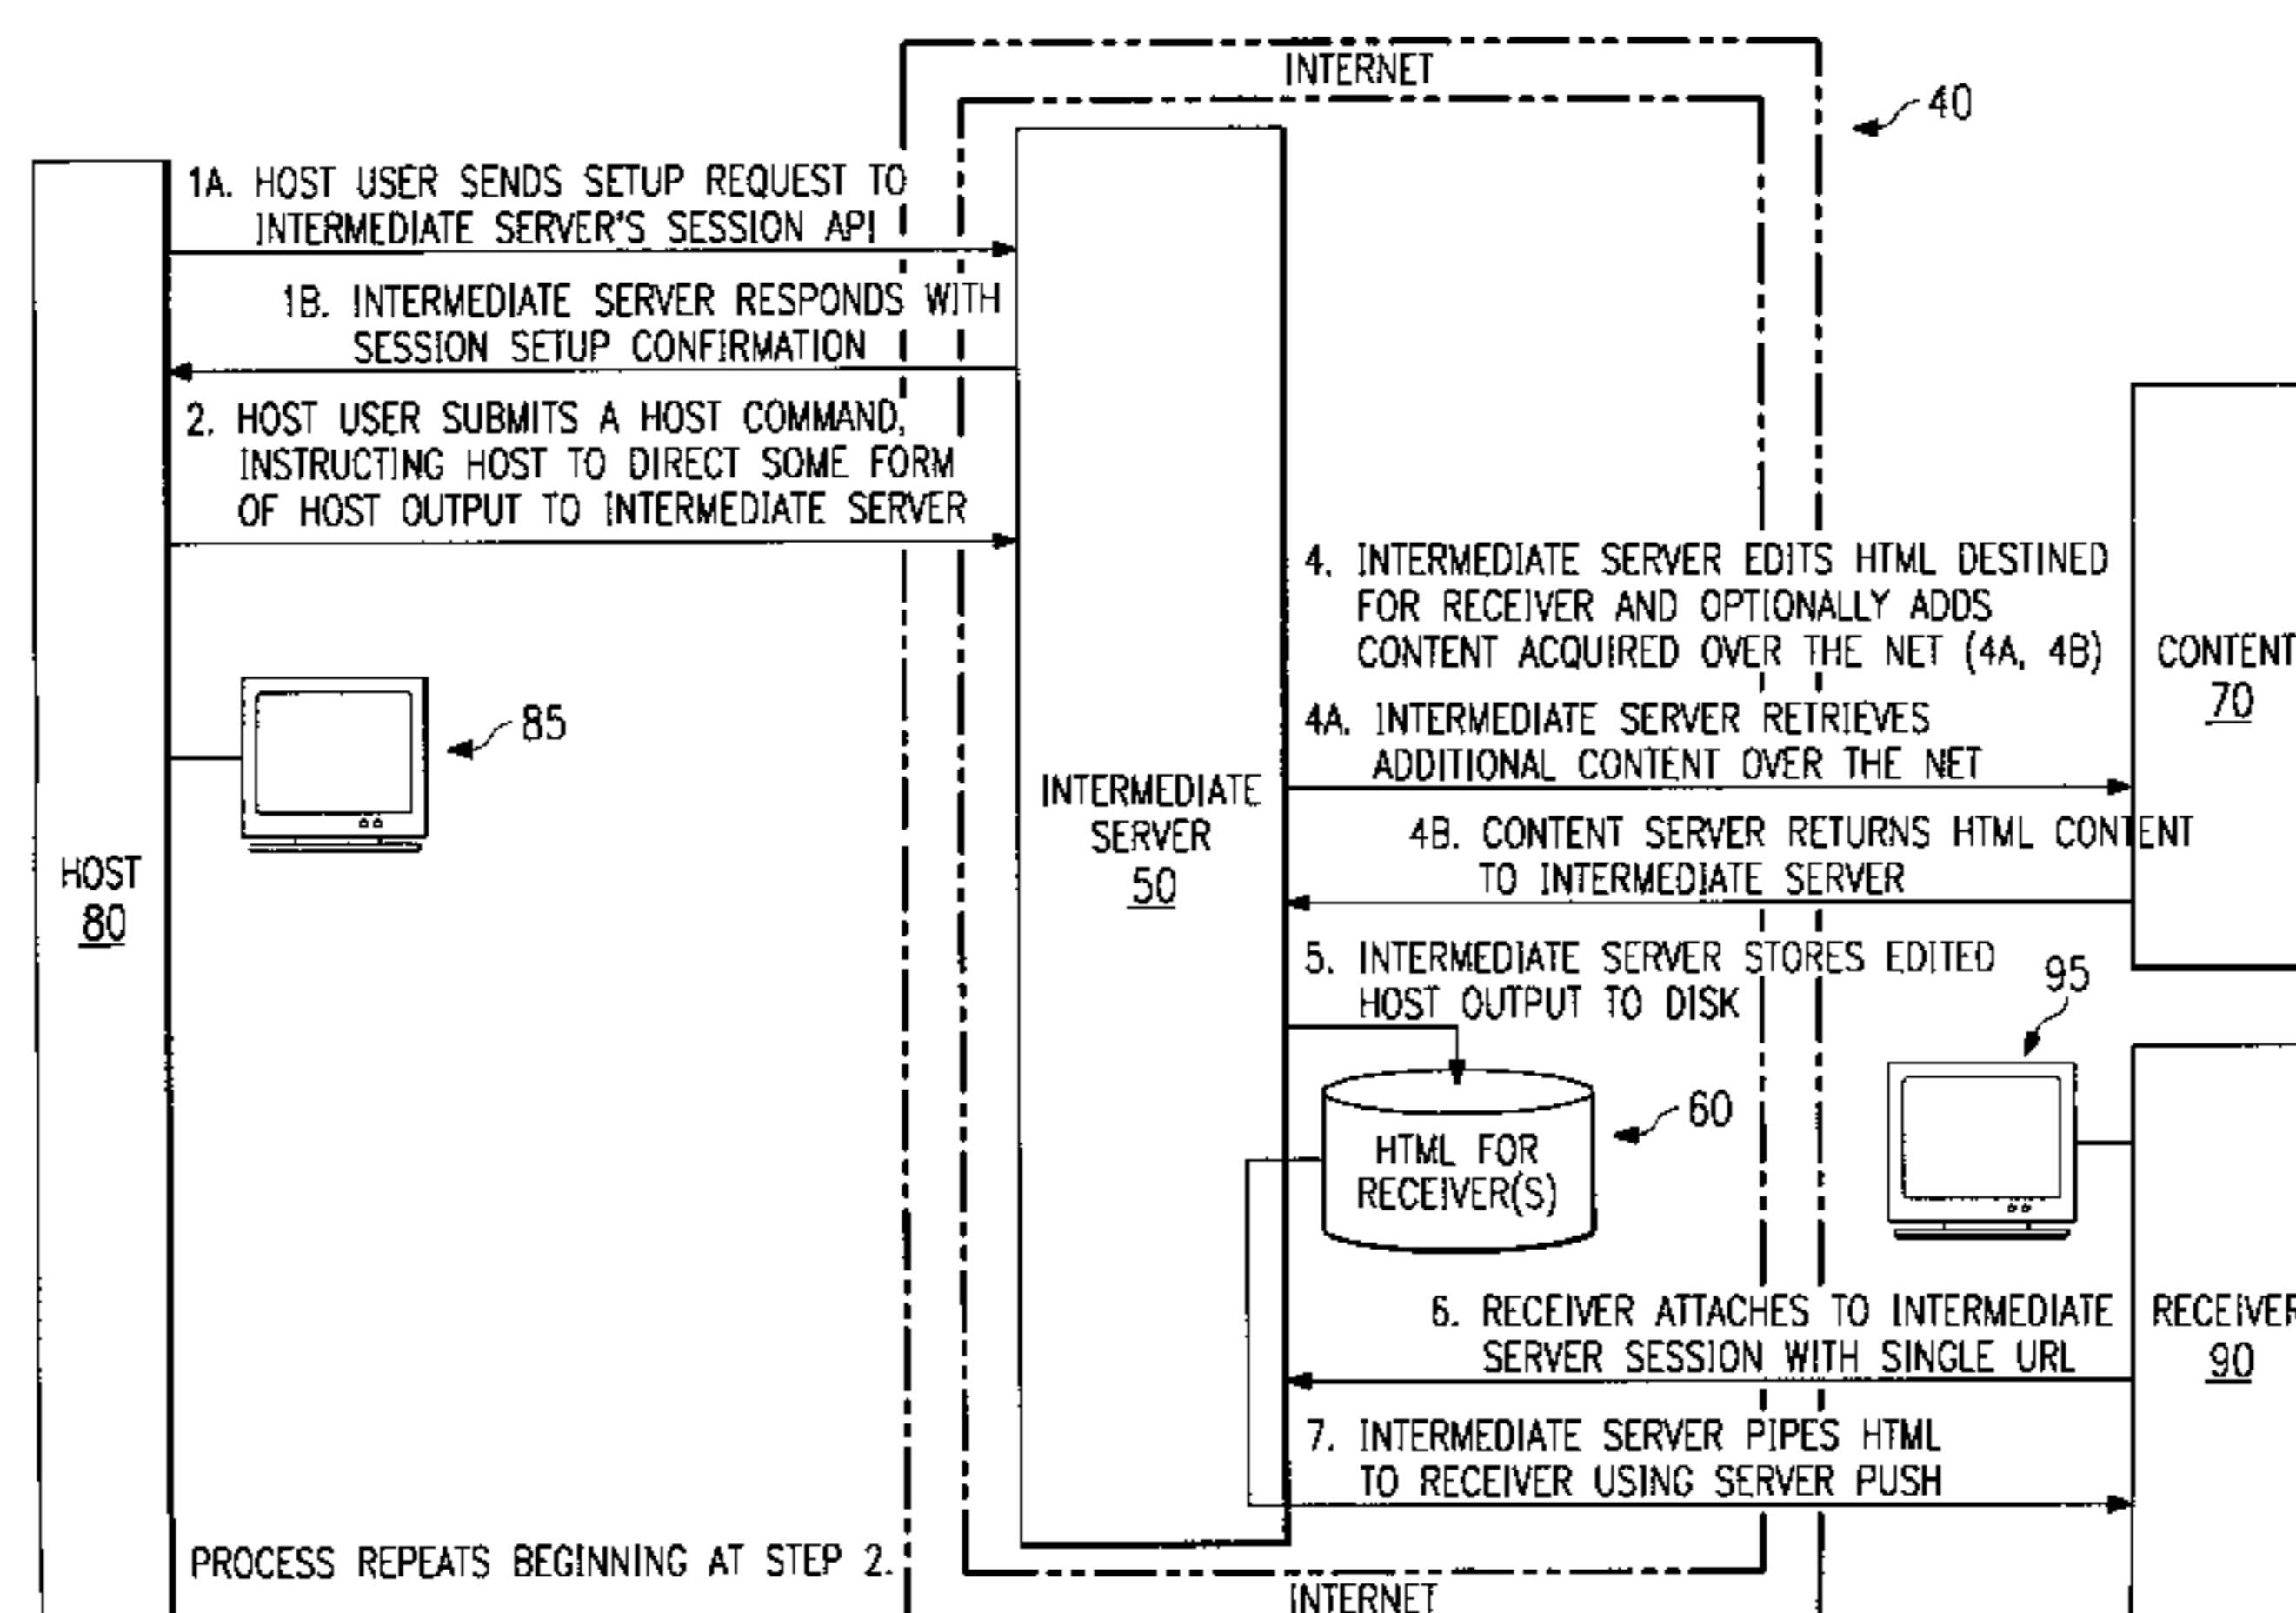 INTERNET
40
1A. HOST USER SENDS SETUP REQUEST TO
INTERMEDIATE SERVER'S SESSION API
1B. INTERMEDIATE SERVER RESPONDS WITH
SESSION SETUP CONFIRMATION
2. HOST USER SUBMITS A HOST COMMAND,
INSTRUCTING HOST TO DIRECT SOME FORM
OF HOST OUTPUT TO INTERMEDIATE SERVER
85
HOST
80
INTERMEDIATE
SERVER
50
4. INTERMEDIATE SERVER EDITS HTML DESTINED
FOR RECEIVER AND OPTIONALLY ADDS
CONTENT ACQUIRED OVER THE NET (4A, 4B)
CONTENT
70
4A. INTERMEDIATE SERVER RETRIEVES
ADDITIONAL CONTENT OVER THE NET
4B. CONTENT SERVER RETURNS HTML CONTENT
TO INTERMEDIATE SERVER
5. INTERMEDIATE SERVER STORES EDITED
HOST OUTPUT TO DISK
95
60
HTML FOR
RECEIVER(S)
6. RECEIVER ATTACHES TO INTERMEDIATE
SERVER SESSION WITH SINGLE URL
RECEIVER
90
7. INTERMEDIATE SERVER PIPES HTML
TO RECEIVER USING SERVER PUSH
PROCESS REPEATS BEGINNING AT STEP 2.
INTERNET